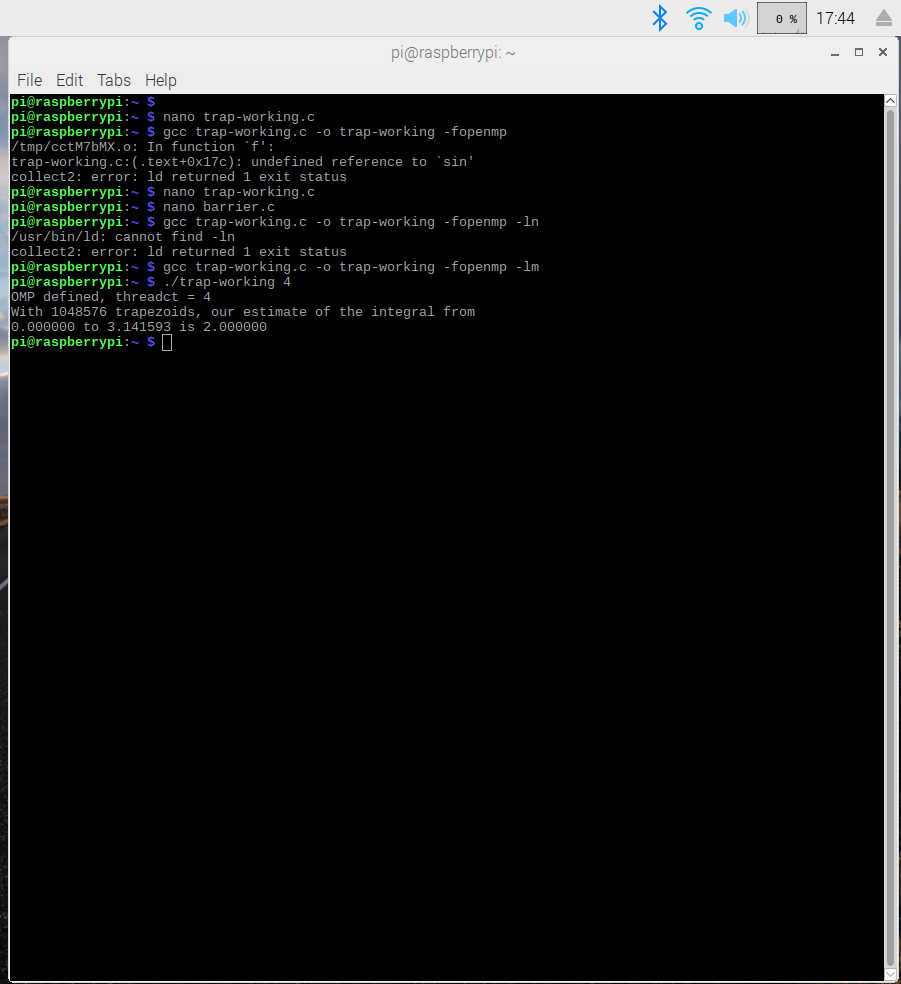 0 % 17:44
pi@raspberrypi: ~
File Edit Tabs Help
pi@raspberrypi:~ $
pi@raspberrypi:~ $ nano trap-working.c
pi@raspberrypi:~ $ gcc trap-working.c -o trap-working -fopenmp
/tmp/cctM7bMX.o: In function `f':
trap-working.c:(.text+0x17c): undefined reference to `sin'
collect2: error: ld returned 1 exit status
pi@raspberrypi:~ $ nano trap-working.c
pi@raspberrypi:~ $ nano barrier.c
pi@raspberrypi:~ $ gcc trap-working.c -o trap-working -fopenmp -ln
/usr/bin/ld: cannot find -ln
collect2: error: ld returned 1 exit status
pi@raspberrypi:~ $ gcc trap-working.c -o trap-working -fopenmp -lm
pi@raspberrypi:~ $ ./trap-working 4
OMP defined, threadct = 4
With 1048576 trapezoids, our estimate of the integral from
0.000000 to 3.141593 is 2.000000
pi@raspberrypi:~ $